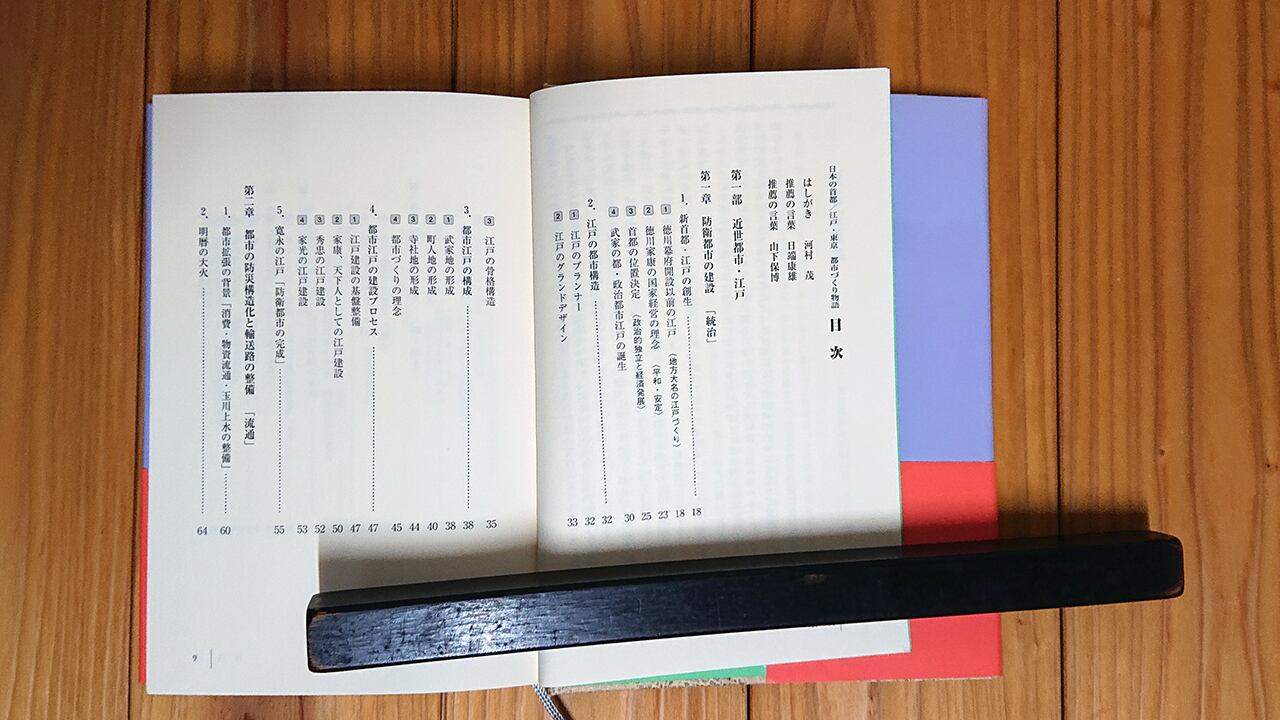 日本の首都/江戸・東京 都市づくり物語 目次
はしがき 河村 茂
推薦の言葉 日端康雄
推薦の言葉 山下保博
第一部 近世都市・江戸
第一章 防衛都市の建設 「統治」
1. 新首都・江戸の創生 18
1 徳川幕府開設以前の江戸 (地方大名の江戸づくり) 18
2 徳川家康の国家経営の理念 (平和・安定) 23
3 首都の位置決定 (政治的独立と経済発展) 25
4 武家の都・政治都市江戸の誕生 30
2. 江戸の都市構造 32
1 江戸のプランナー 32
2 江戸のグランドデザイン 33
3 江戸の骨格構造 35
3. 都市江戸の構成 38
1 武家地の形成 38
2 町人地の形成 40
3 寺社地の形成 44
4 都市づくりの理念 45
4. 都市江戸の建設プロセス 47
1 江戸建設の基盤整備 47
2 家康、天下人としての江戸建設 50
3 秀忠の江戸建設 52
4 家光の江戸建設 53
5. 寛永の江戸「防衛都市の完成」 55
第二章 都市の防災構造化と輸送路の整備 「流通」
1. 都市拡張の背景「消費・物資流通・玉川上水の整備」 60
2. 明暦の大火 64
9